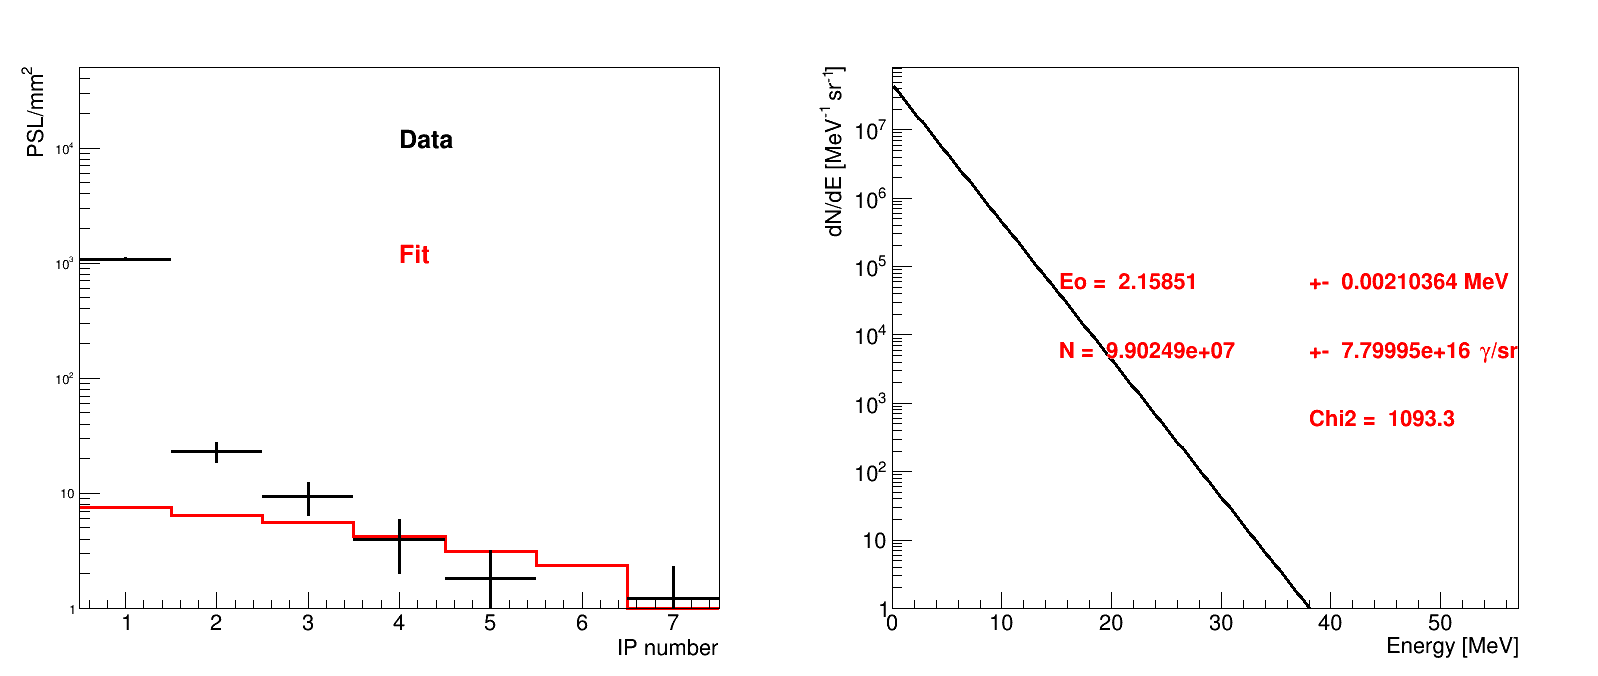 PSL/mm²
10⁴
10³
10²
10
1
Data
Fit
1 2 3 4 5 6 7
IP number
dN/dE [MeV⁻¹ sr⁻¹]
10⁷
10⁶
10⁵
10⁴
10³
10²
10
1
Eo = 2.15851 +- 0.00210364 MeV
N = 9.90249e+07 +- 7.79995e+16 γ/sr
Chi2 = 1093.3
0 10 20 30 40 50
Energy [MeV]